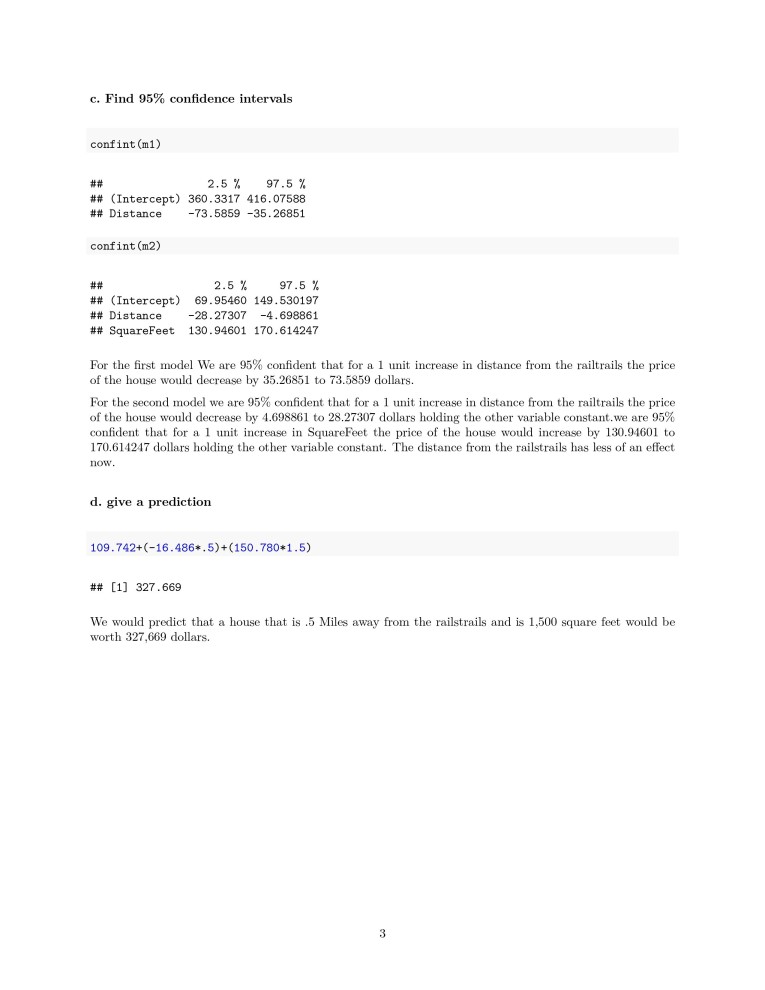 c. Find 95% confidence intervals
confint(m1)
## 2.5 % 97.5 %
## (Intercept) 360.3317 416.07588
## Distance -73.5859 -35.26851
confint(m2)
## 2.5 % 97.5 %
## (Intercept) 69.95460 149.530197
## Distance -28.27307 -4.698861
## SquareFeet 130.94601 170.614247
For the first model We are 95% confident that for a 1 unit increase in distance from the railtrails the price
of the house would decrease by 35.26851 to 73.5859 dollars.
For the second model we are 95% confident that for a 1 unit increase in distance from the railtrails the price
of the house would decrease by 4.698861 to 28.27307 dollars holding the other variable constant.we are 95%
confident that for a 1 unit increase in SquareFeet the price of the house would increase by 130.94601 to
170.614247 dollars holding the other variable constant. The distance from the railstrails has less of an effect
now.
d. give a prediction
109.742+(-16.486*.5)+(150.780*1.5)
## [1] 327.669
We would predict that a house that is .5 Miles away from the railstrails and is 1,500 square feet would be
worth 327,669 dollars.
3